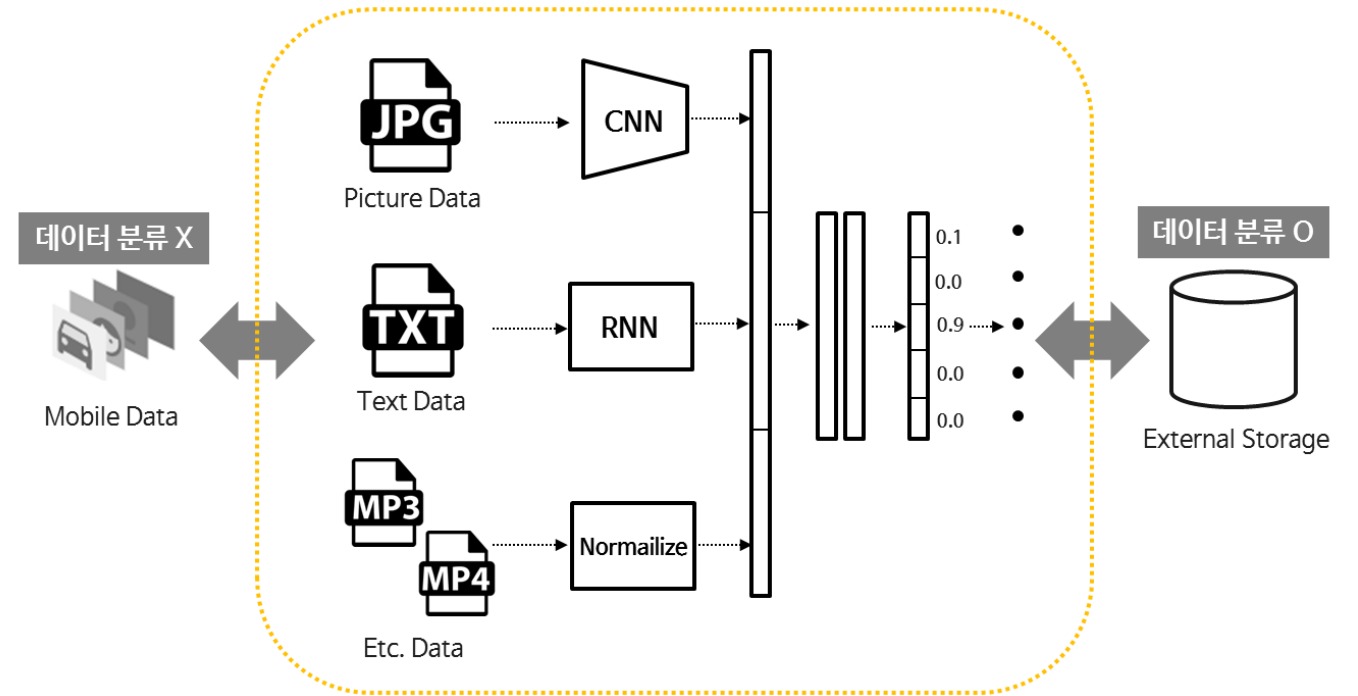 JPG
CNN
Picture Data
데이터 분류 X
Mobile Data
TXT
RNN
Text Data
MP3
MP4
Normailize
Etc. Data
0.1
0.0
0.9
0.0
0.0
데이터 분류 O
External Storage